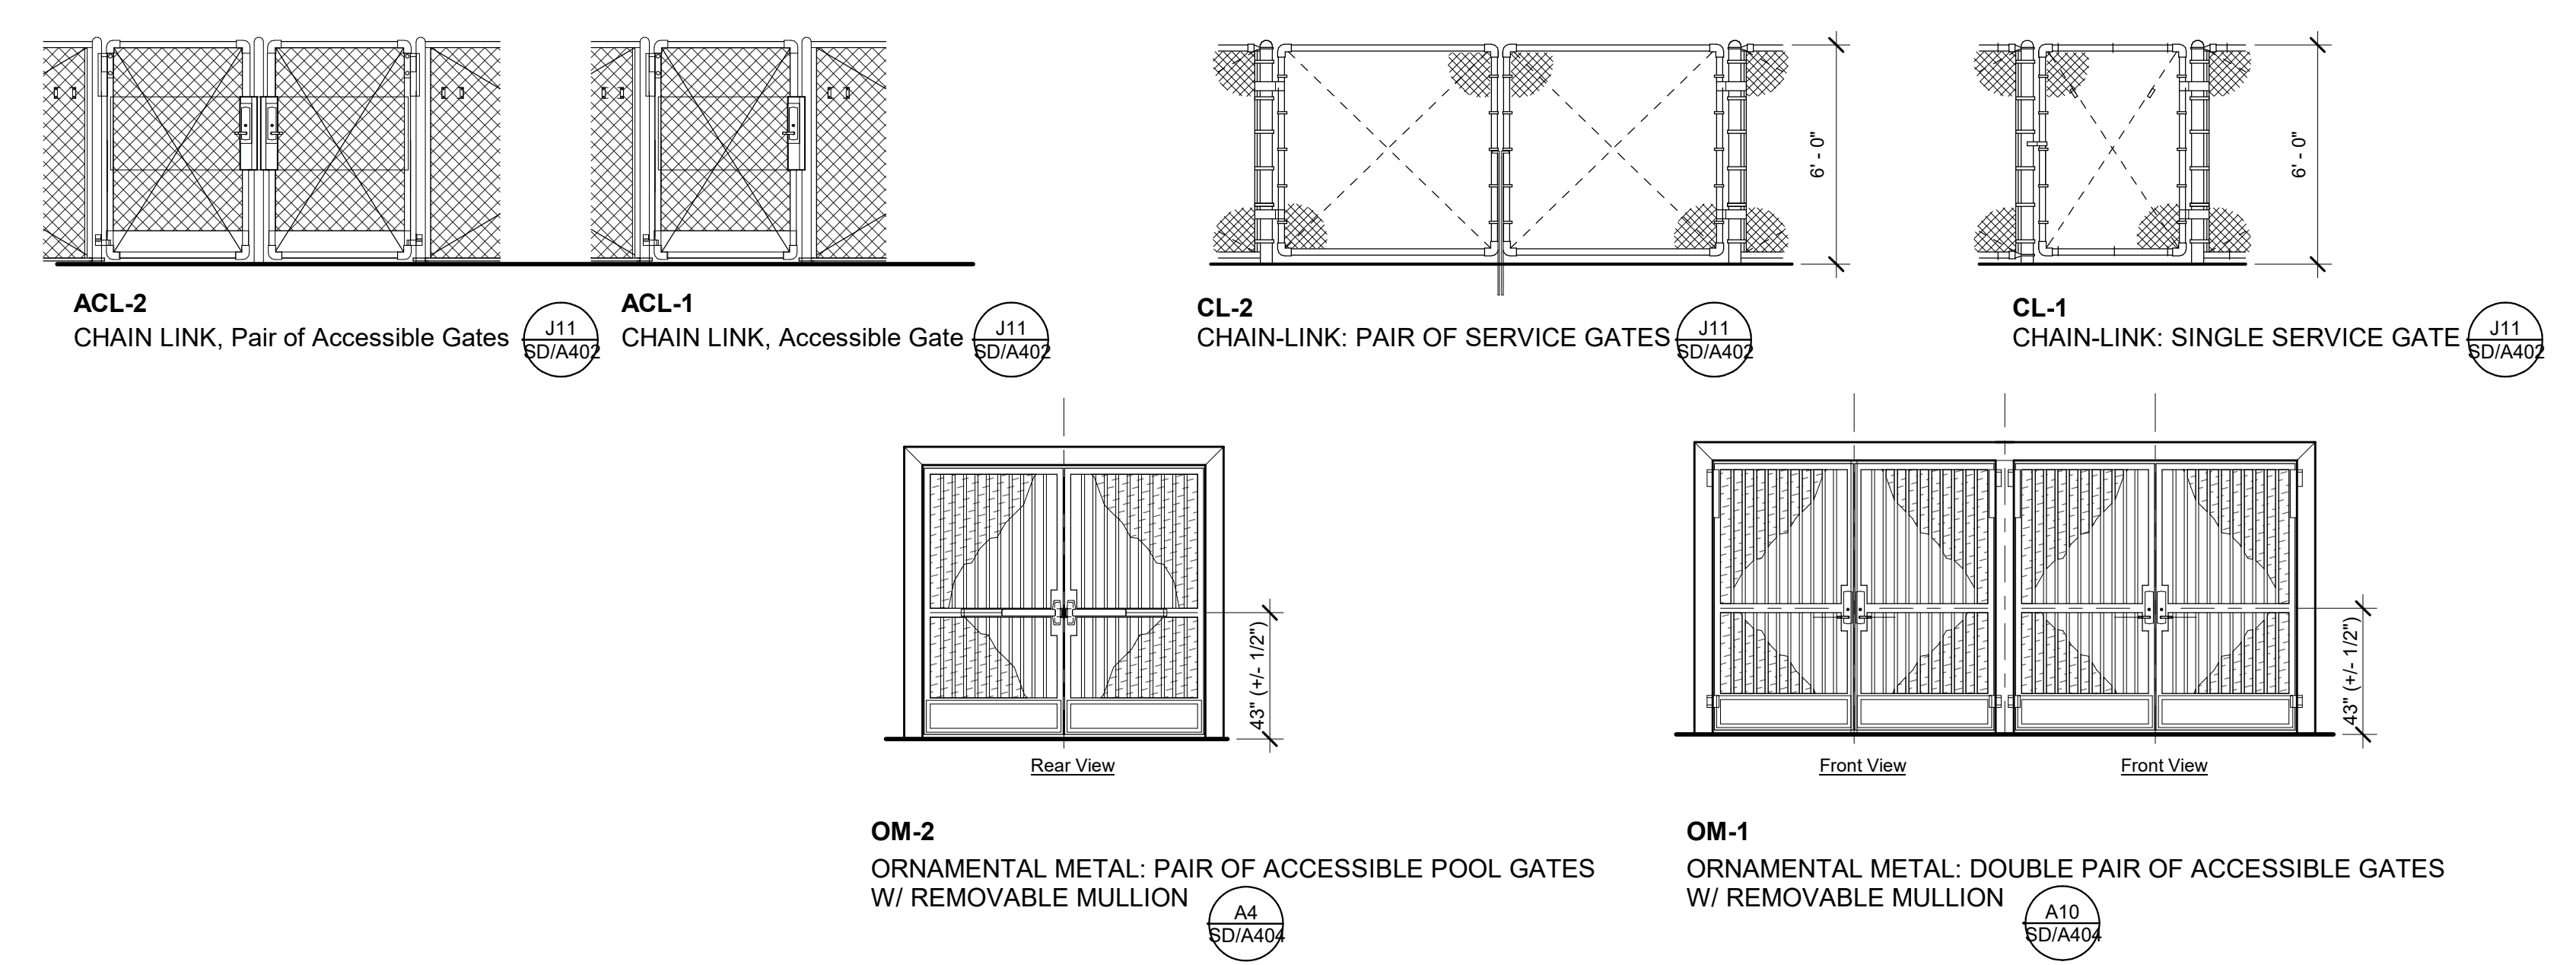 6' - 0"
6' - 0"
ACL-2
CHAIN LINK, Pair of Accessible Gates
J11
SD/A402
ACL-1
CHAIN LINK, Accessible Gate
J11
SD/A402
CL-2
CHAIN-LINK: PAIR OF SERVICE GATES
J11
SD/A402
CL-1
CHAIN-LINK: SINGLE SERVICE GATE
J11
SD/A402
43" (+/- 1/2")
Rear View
43" (+/- 1/2")
Front View
Front View
OM-2
ORNAMENTAL METAL: PAIR OF ACCESSIBLE POOL GATES
W/ REMOVABLE MULLION
A4
SD/A404
OM-1
ORNAMENTAL METAL: DOUBLE PAIR OF ACCESSIBLE GATES
W/ REMOVABLE MULLION
A10
SD/A404